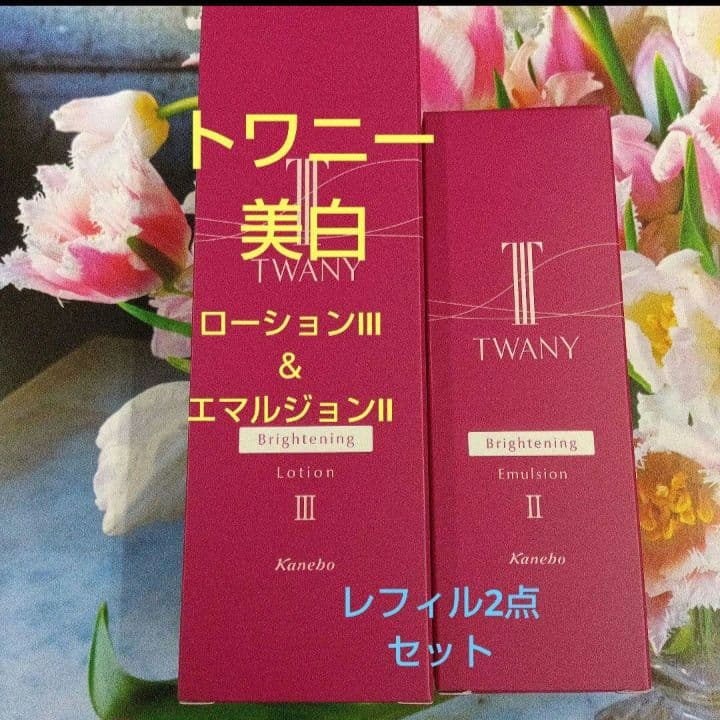 トワニー
美白
TWANY
ローションIII
&
エマルジョンII
Brightening
Lotion
III
Kanebo
TWANY
Brightening
Emulsion
II
Kanebo
レフィル2点
セット